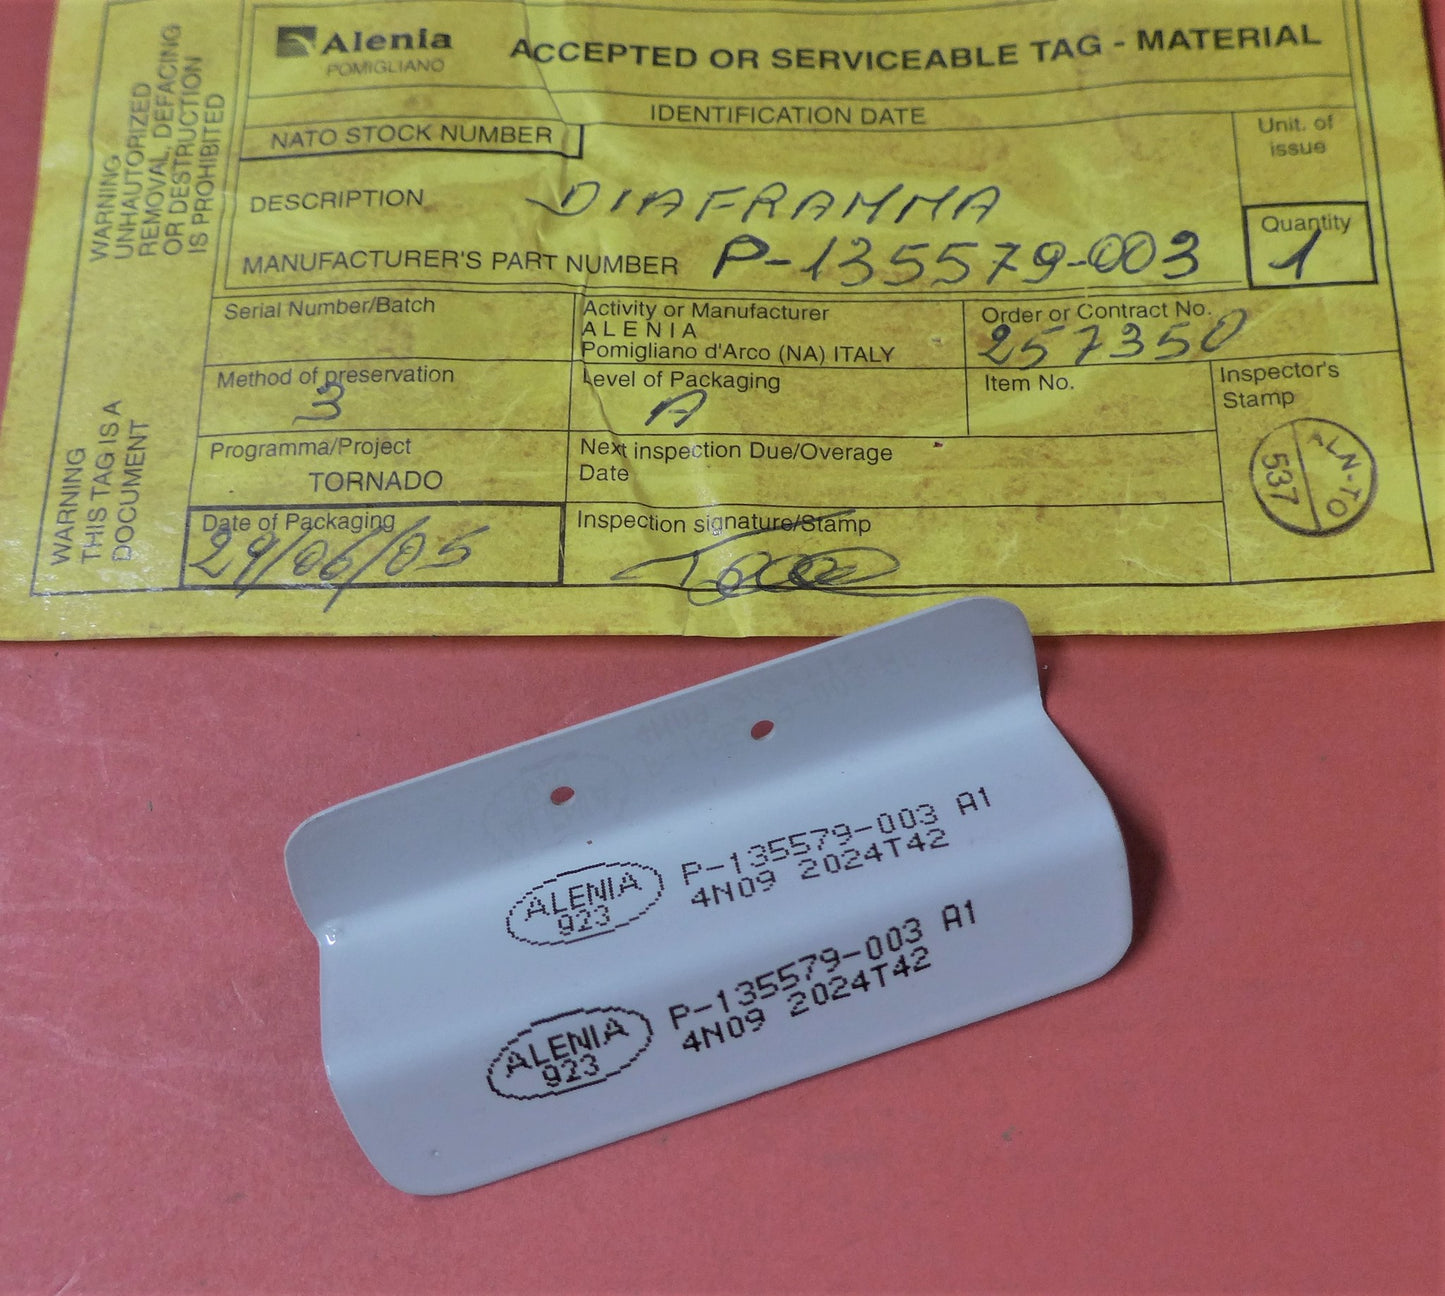 Alenia
POMIGLIANO
ACCEPTED OR SERVICEABLE TAG - MATERIAL
IDENTIFICATION DATE
NATO STOCK NUMBER
Unit. of
issue
DESCRIPTION DIAFRAMMA
MANUFACTURER'S PART NUMBER P-135579-003
Quantity
1
Serial Number/Batch
Activity or Manufacturer
ALENIA
Pomigliano d'Arco (NA) ITALY
Order or Contract No.
257350
Method of preservation
3
Level of Packaging
A
Item No.
Inspector's
Stamp
ALN-TO
537
Programma/Project
TORNADO
Next inspection Due/Overage
Date
Date of Packaging
29/06/05
Inspection signature/Stamp
WARNING
UNHAUTORIZED
REMOVAL, DEFACING
OR DESTRUCTION
IS PROHIBITED
WARNING
THIS TAG IS A
DOCUMENT
ALENIA
923
P-135579-003 A1
4N09 2024T42
ALENIA
923
P-135579-003 A1
4N09 2024T42